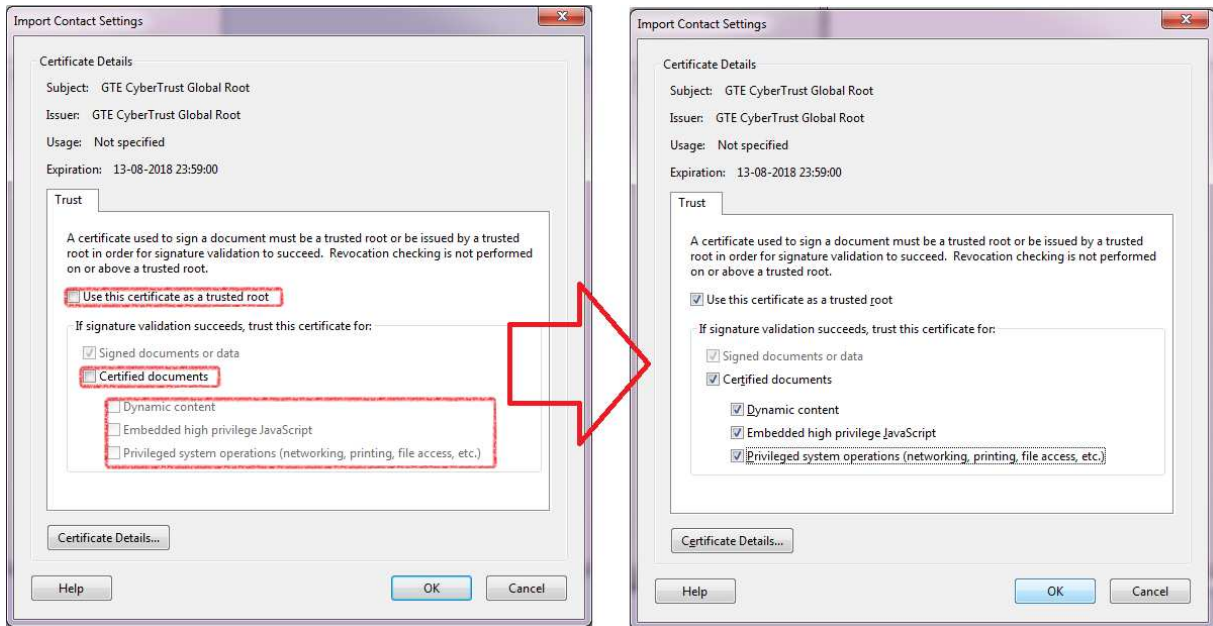 Import Contact Settings
Certificate Details
Subject: GTE CyberTrust Global Root
Issuer: GTE CyberTrust Global Root
Usage: Not specified
Expiration: 13-08-2018 23:59:00
Trust
A certificate used to sign a document must be a trusted root or be issued by a trusted
root in order for signature validation to succeed. Revocation checking is not performed
on or above a trusted root.
Use this certificate as a trusted root
If signature validation succeeds, trust this certificate for:
Signed documents or data
Certified documents
Dynamic content
Embedded high privilege JavaScript
Privileged system operations (networking, printing, file access, etc.)
Certificate Details...
Help
OK
Cancel
Import Contact Settings
Certificate Details
Subject: GTE CyberTrust Global Root
Issuer: GTE CyberTrust Global Root
Usage: Not specified
Expiration: 13-08-2018 23:59:00
Trust
A certificate used to sign a document must be a trusted root or be issued by a trusted
root in order for signature validation to succeed. Revocation checking is not performed
on or above a trusted root.
Use this certificate as a trusted root
If signature validation succeeds, trust this certificate for:
Signed documents or data
Certified documents
Dynamic content
Embedded high privilege JavaScript
Privileged system operations (networking, printing, file access, etc.)
Certificate Details...
Help
OK
Cancel